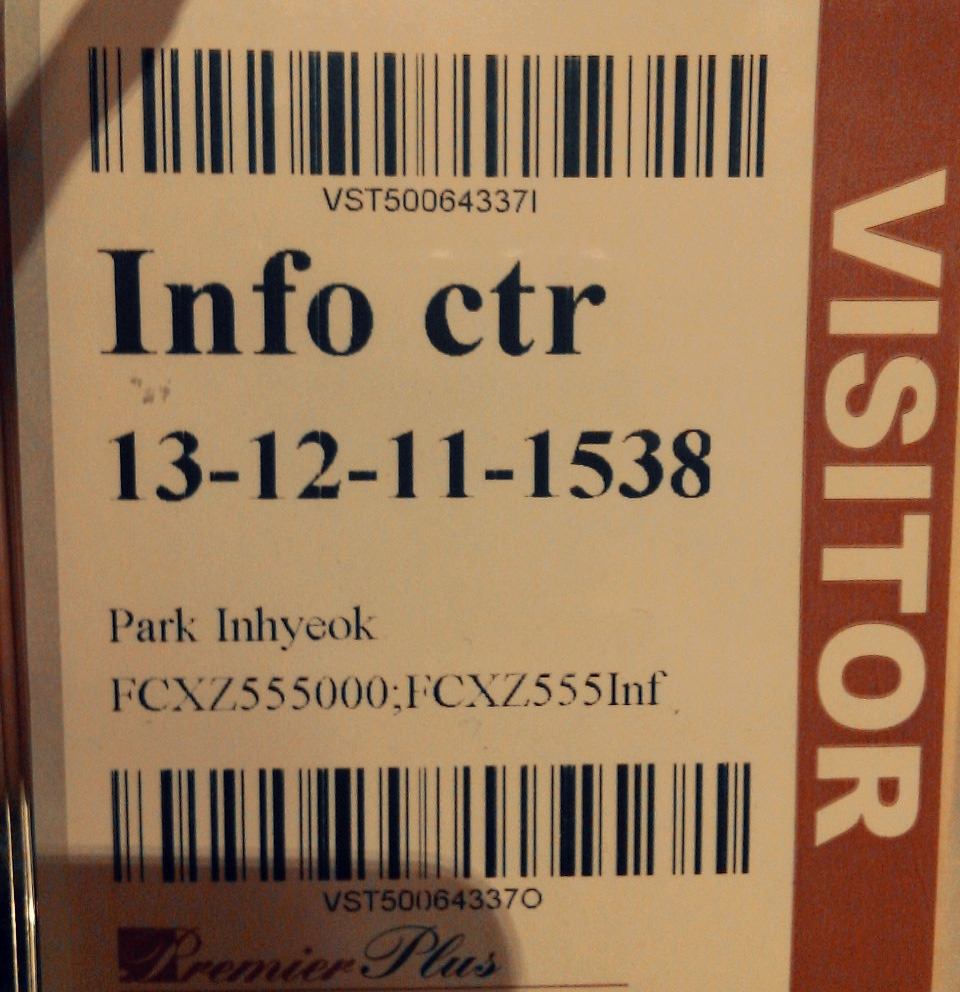 VST50064337I
Info ctr
13-12-11-1538
Park Inhyeok
FCXZ555000;FCXZ555Inf
VST50064337O
Premier Plus
VISITOR